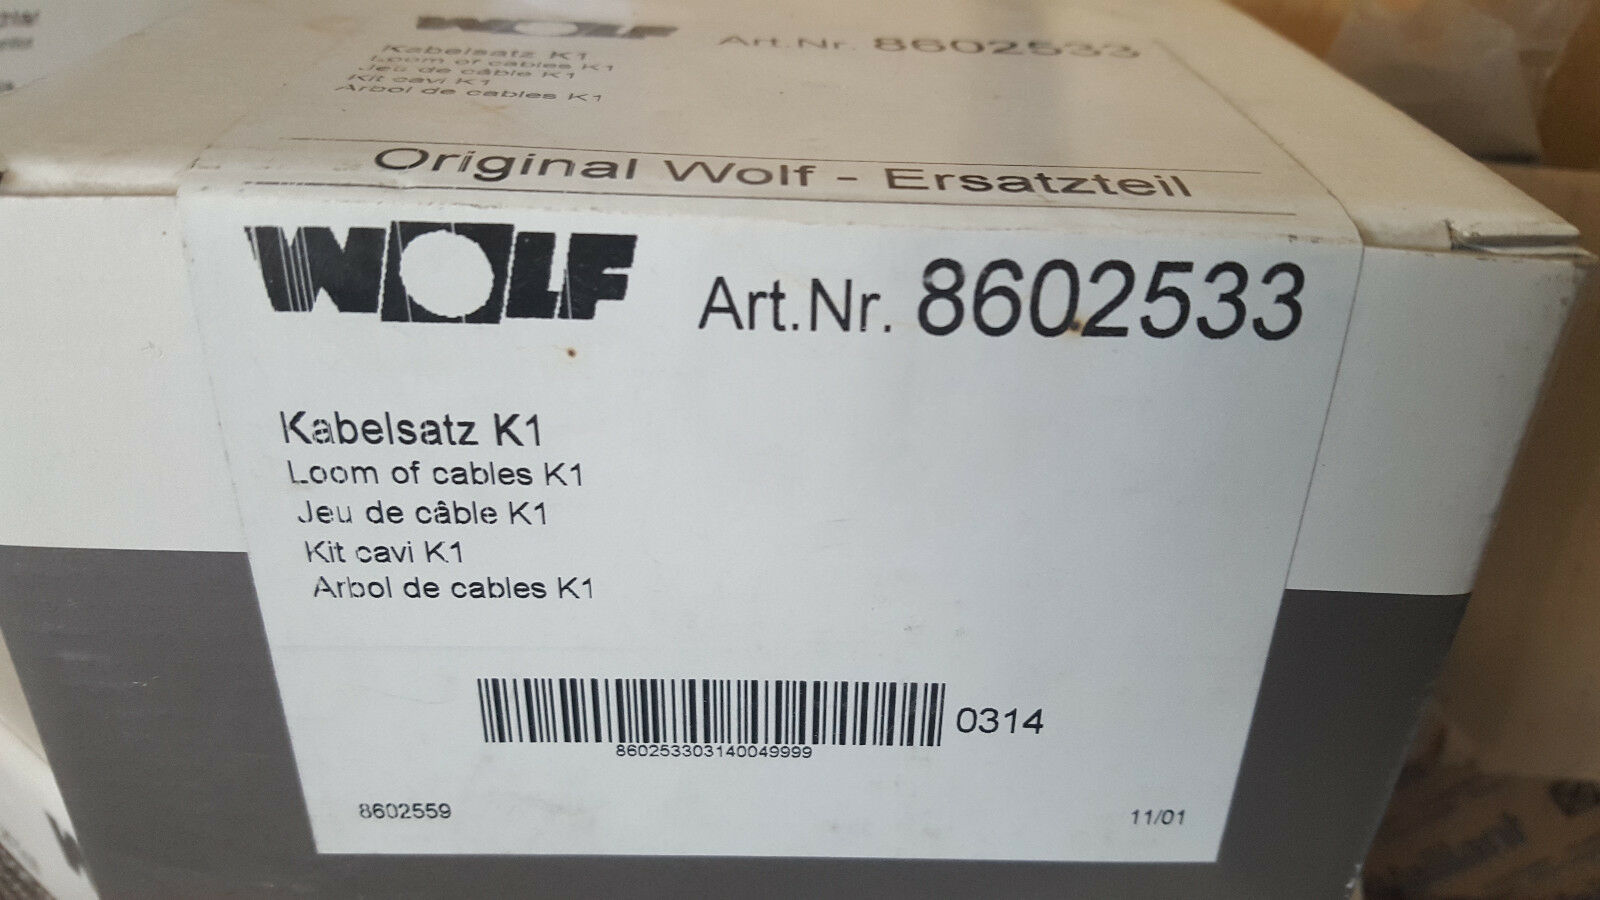 WOLF Art.Nr. 8602533
Kabelsatz K1
Loom of cables K1
Jeu de câble K1
Kit cavi K1
Arbol de cables K1
Original Wolf - Ersatzteil
WOLF Art.Nr. 8602533
Kabelsatz K1
Loom of cables K1
Jeu de câble K1
Kit cavi K1
Arbol de cables K1
0314
860253303140049999
8602559 11/01